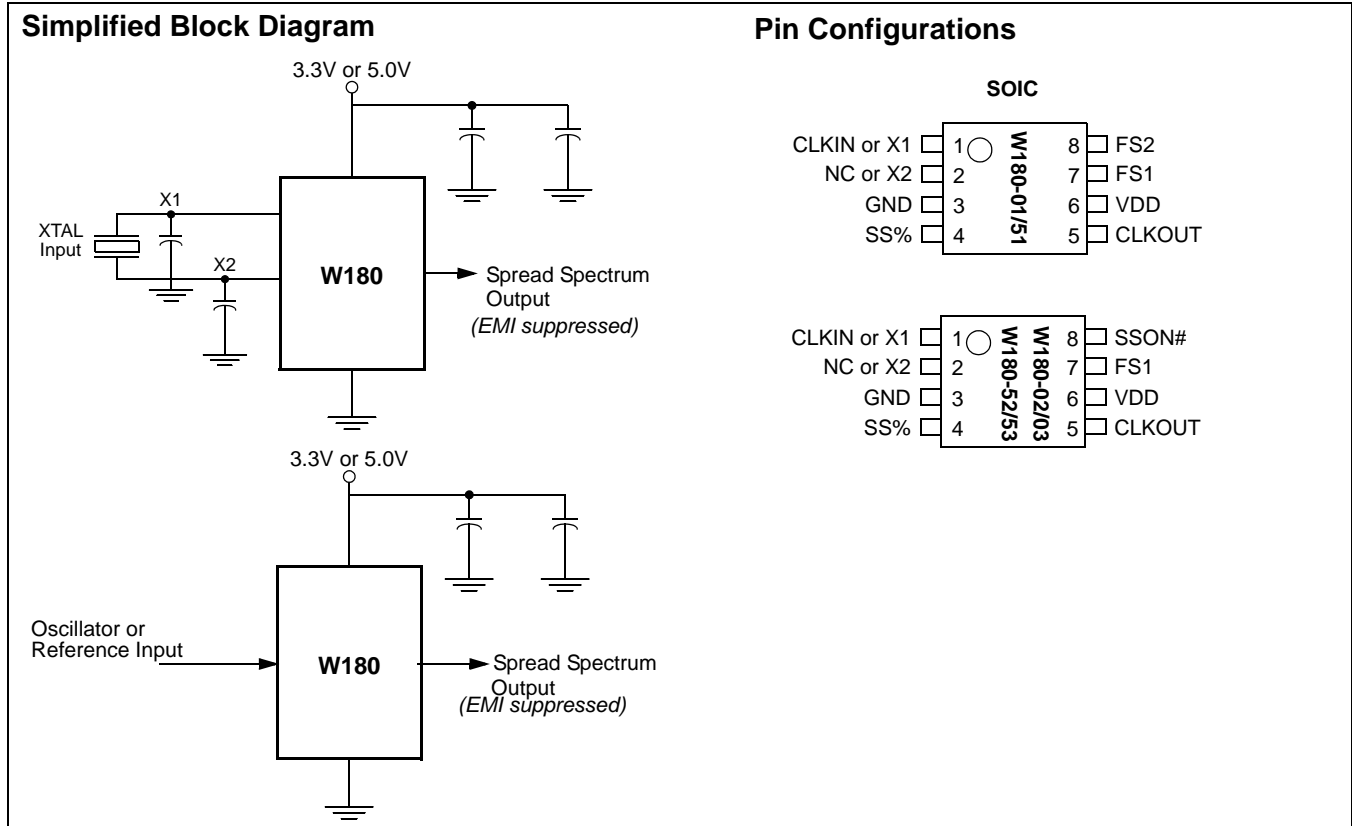 Simplified Block Diagram
3.3V or 5.0V
X1
XTAL
Input
X2
W180
Spread Spectrum
Output
(EMI suppressed)
3.3V or 5.0V
Oscillator or
Reference Input
W180
Spread Spectrum
Output
(EMI suppressed)
Pin Configurations
SOIC
CLKIN or X1 1 8 FS2
NC or X2 2 7 FS1
GND 3 6 VDD
SS% 4 5 CLKOUT
W180-01/51
CLKIN or X1 1 8 SSON#
NC or X2 2 7 FS1
GND 3 6 VDD
SS% 4 5 CLKOUT
W180-02/03
W180-52/53